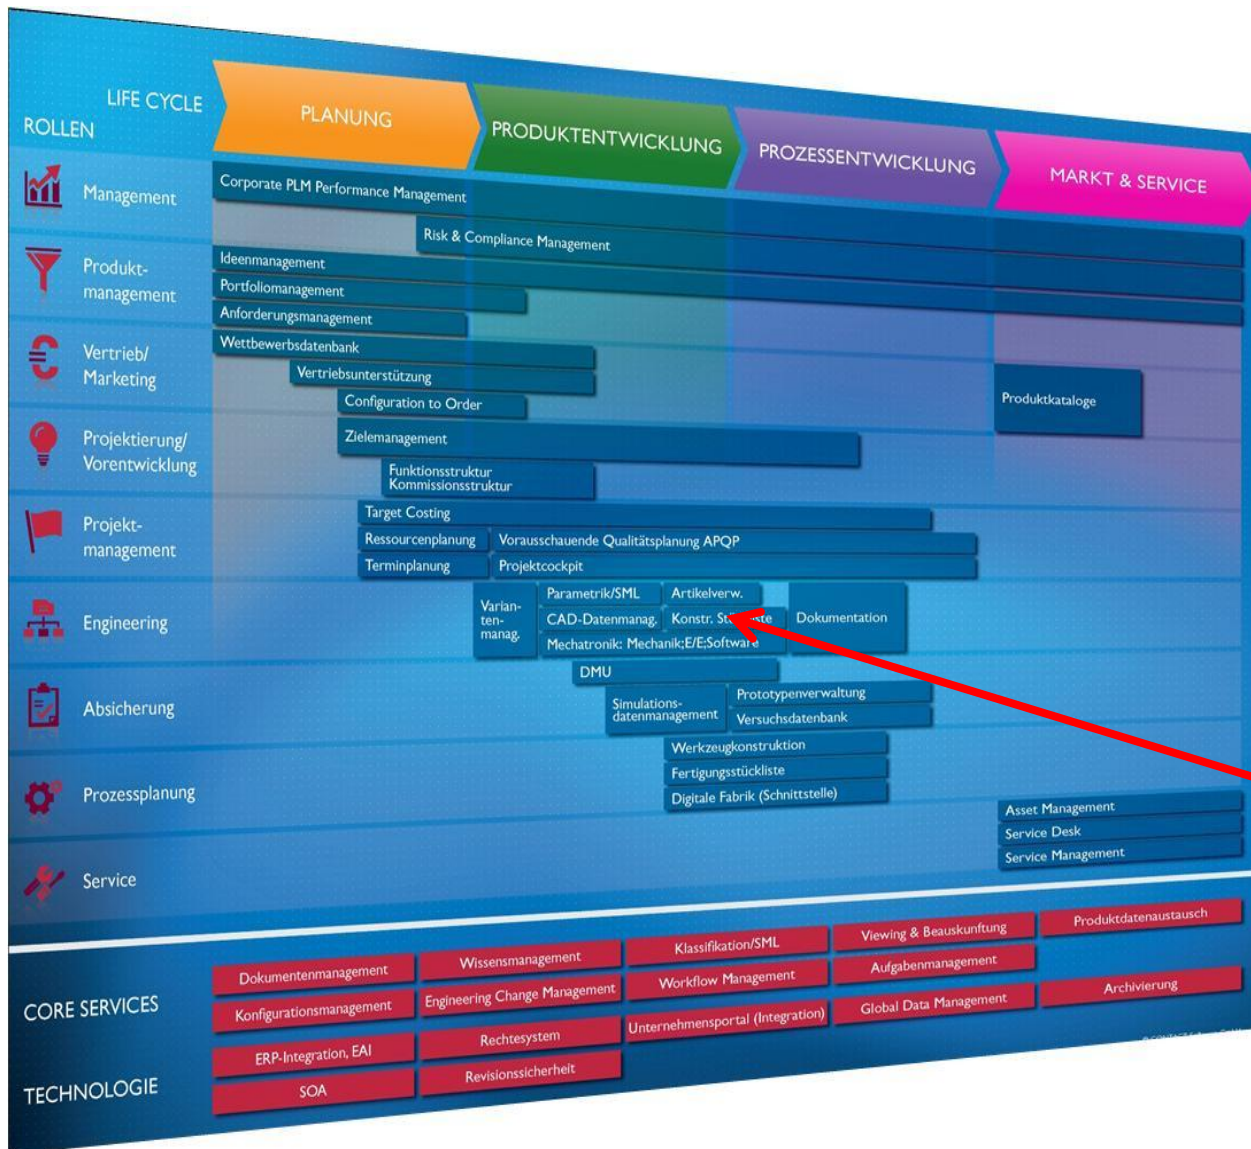 LIFE CYCLE
ROLLEN
PLANUNG
PRODUKTENTWICKLUNG
PROZESSENTWICKLUNG
MARKT & SERVICE
Management
Corporate PLM Performance Management
Risk & Compliance Management
Produkt-
management
Ideenmanagement
Portfoliomanagement
Anforderungsmanagement
Vertrieb/
Marketing
Wettbewerbsdatenbank
Vertriebsunterstützung
Configuration to Order
Produktkataloge
Projektierung/
Vorentwicklung
Zielemanagement
Funktionsstruktur
Kommissionsstruktur
Projekt-
management
Target Costing
Ressourcenplanung
Vorausschauende Qualitätsplanung APQP
Terminplanung
Projektcockpit
Engineering
Varian-
ten-
manag.
Parametrik/SML
Artikelverw.
CAD-Datenmanag.
Konstr.
Mechatronik: Mechanik;E/E;Software
Dokumentation
Absicherung
DMU
Simulations-
datenmanagement
Prototypenverwaltung
Versuchsdatenbank
Prozessplanung
Werkzeugkonstruktion
Fertigungsstückliste
Digitale Fabrik (Schnittstelle)
Service
Asset Management
Service Desk
Service Management
CORE SERVICES
Dokumentenmanagement
Wissensmanagement
Klassifikation/SML
Viewing & Beauskunftung
Produktdatenaustausch
Konfigurationsmanagement
Engineering Change Management
Workflow Management
Aufgabenmanagement
TECHNOLOGIE
ERP-Integration, EAI
Rechtesystem
Unternehmensportal (Integration)
Global Data Management
Archivierung
SOA
Revisionssicherheit